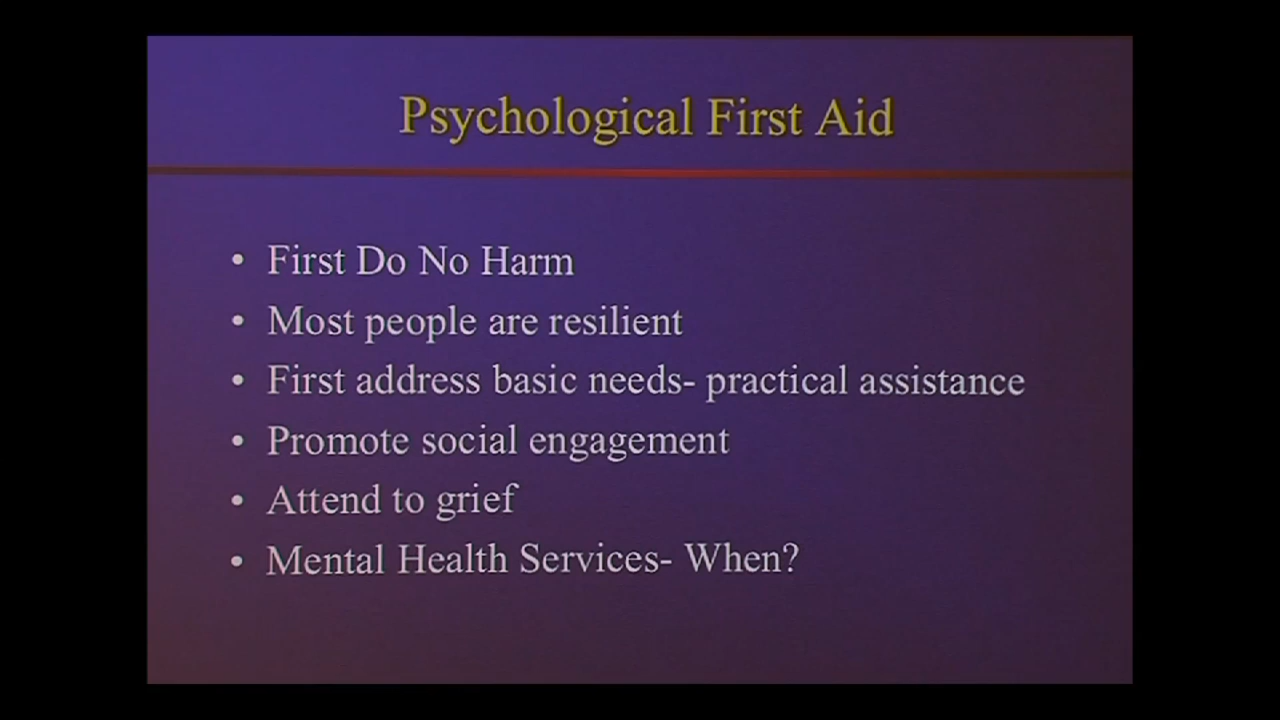 Psychological First Aid
• First Do No Harm
• Most people are resilient
• First address basic needs- practical assistance
• Promote social engagement
• Attend to grief
• Mental Health Services- When?